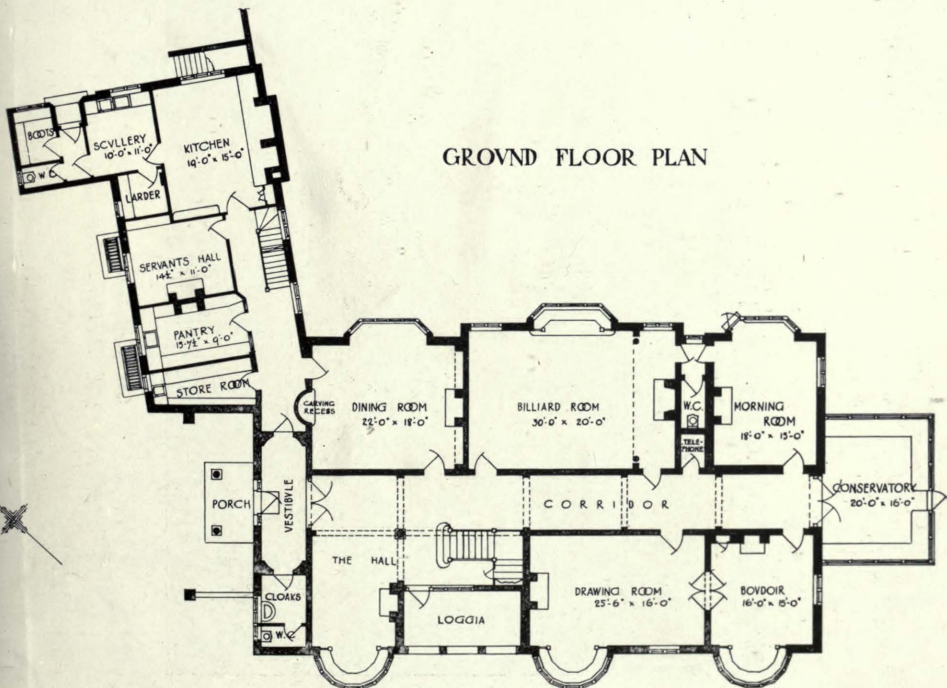 GROVND FLOOR PLAN
BOOTS
SCVLLERY
10'-0" x 11'-0"
KITCHEN
19'-0" x 15'-0"
W.C
LARDER
SERVANTS HALL
14½' x 11'-0"
PANTRY
15'-7½" x 9'-0"
STORE ROOM
CARVING
RECESS
DINING ROOM
22'-0" x 18'-0"
BILLIARD ROOM
30'-0" x 20'-0"
W.C.
TELE-
PHONE
MORNING
ROOM
18'-0" x 15'-0"
PORCH
VESTIBVLE
CORRIDOR
CONSERVATORY
20'-0" x 16'-0"
THE HALL
CLOAKS
W.C
LOGGIA
DRAWING ROOM
25'-6" x 16'-0"
BOVDOIR
16'-0" x 15'-0"